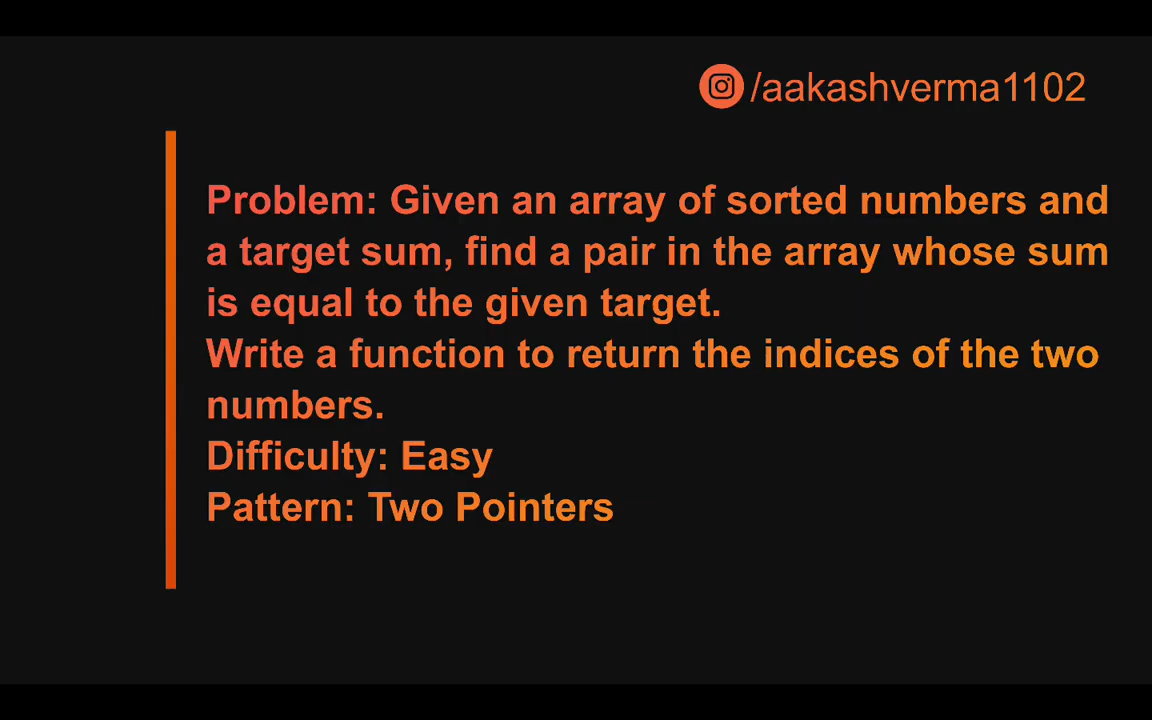 /aakashverma1102
Problem: Given an array of sorted numbers and
a target sum, find a pair in the array whose sum
is equal to the given target.
Write a function to return the indices of the two
numbers.
Difficulty: Easy
Pattern: Two Pointers